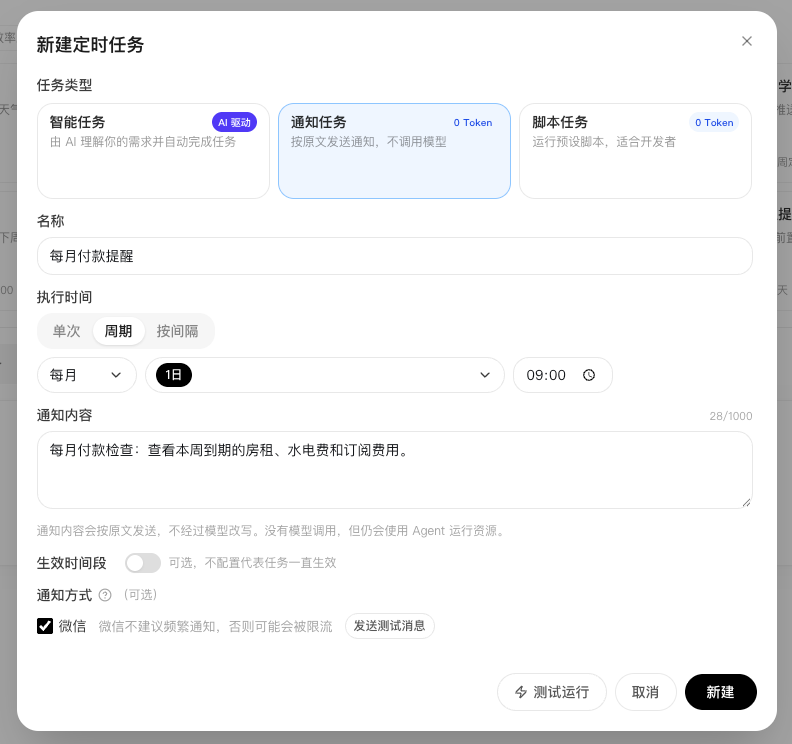 新建定时任务
任务类型
智能任务 AI 驱动
由 AI 理解你的需求并自动完成任务
通知任务 0 Token
按原文发送通知，不调用模型
脚本任务 0 Token
运行预设脚本，适合开发者
名称
每月付款提醒
执行时间
单次 周期 按间隔
每月 1日 09:00
通知内容 28/1000
每月付款检查：查看本周到期的房租、水电费和订阅费用。
通知内容会按原文发送，不经过模型改写。没有模型调用，但仍会使用 Agent 运行资源。
生效时间段 可选，不配置代表任务一直生效
通知方式 (可选)
微信 微信不建议频繁通知，否则可能会被限流 发送测试消息
测试运行 取消 新建